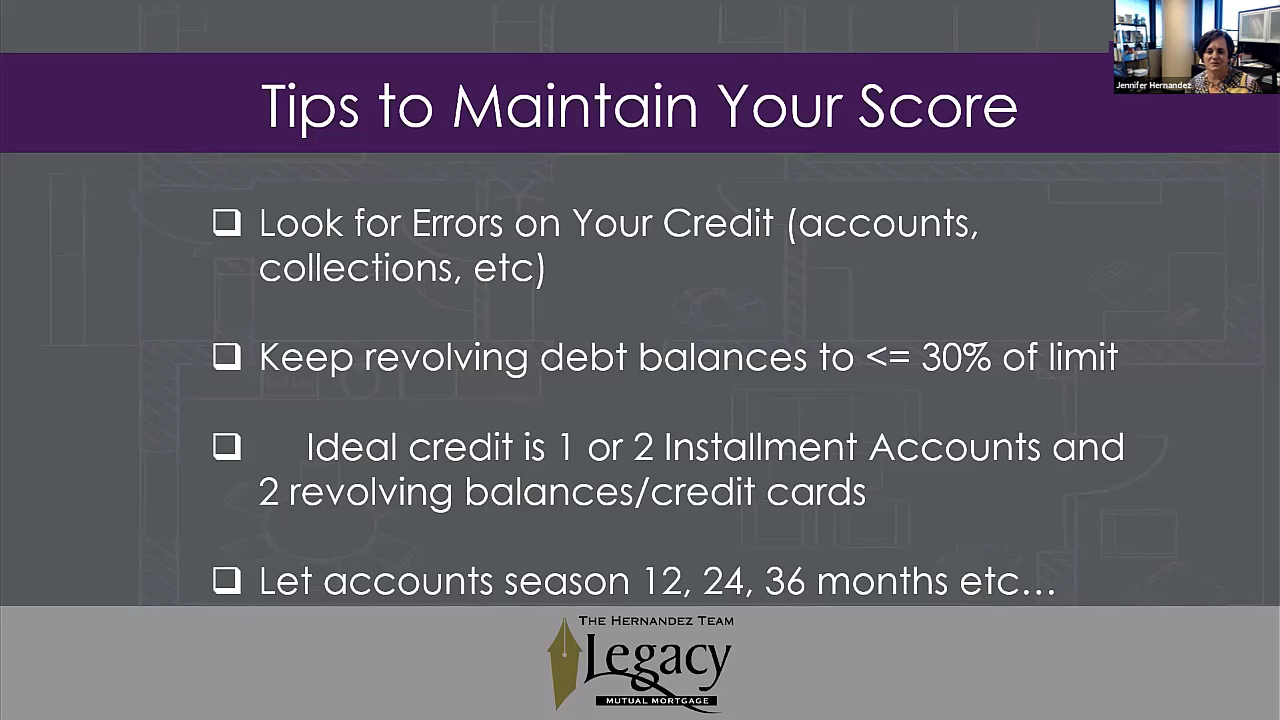 Tips to Maintain Your Score
Jennifer Hernandez
Look for Errors on Your Credit (accounts,
collections, etc)
Keep revolving debt balances to <= 30% of limit
Ideal credit is 1 or 2 Installment Accounts and
2 revolving balances/credit cards
Let accounts season 12, 24, 36 months etc...
THE HERNANDEZ TEAM
Legacy
MUTUAL MORTGAGE